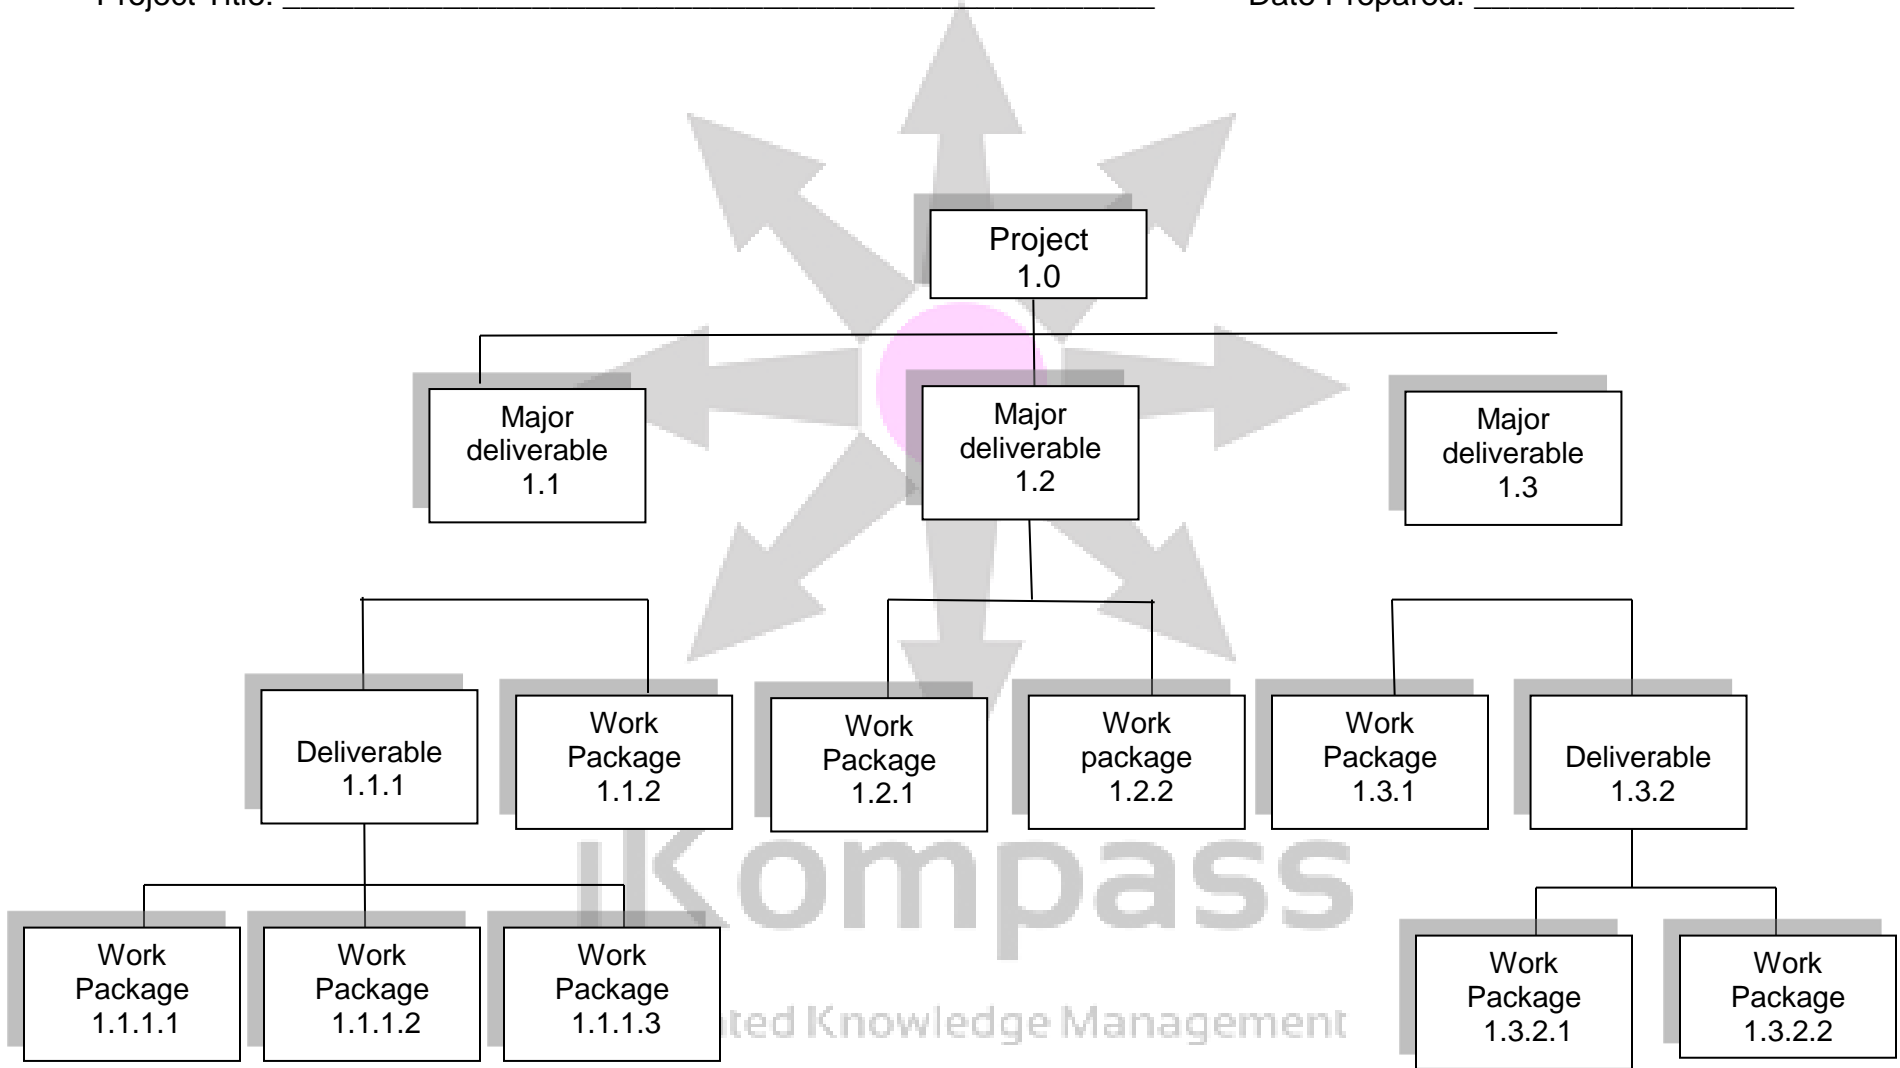 Project Title: ______________________________________________________ Date Prepared: ____________________
Project
1.0
Major
deliverable
1.1
Major
deliverable
1.2
Major
deliverable
1.3
Deliverable
1.1.1
Work
Package
1.1.2
Work
Package
1.2.1
Work
package
1.2.2
Work
Package
1.3.1
Deliverable
1.3.2
iKompass
Work
Package
1.1.1.1
Work
Package
1.1.1.2
Work
Package
1.1.1.3
Knowledge Management
Work
Package
1.3.2.1
Work
Package
1.3.2.2